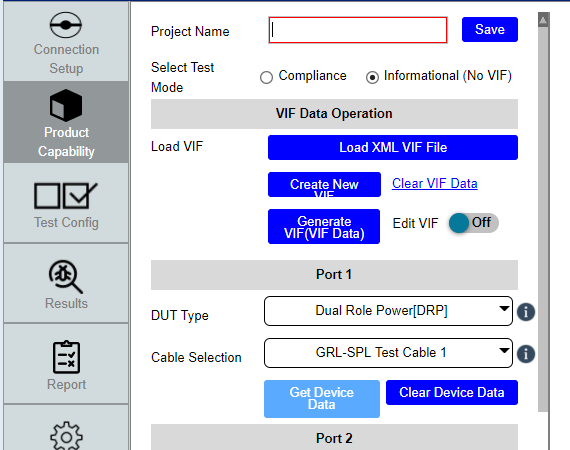 Connection
Setup
Product
Capability
Test Config
Results
Report
Project Name
Save
Select Test
Mode
Compliance
Informational (No VIF)
VIF Data Operation
Load VIF
Load XML VIF File
Create New
VIF
Clear VIF Data
Generate
VIF(VIF Data)
Edit VIF
Off
Port 1
DUT Type
Dual Role Power[DRP]
Cable Selection
GRL-SPL Test Cable 1
Get Device
Data
Clear Device Data
Port 2